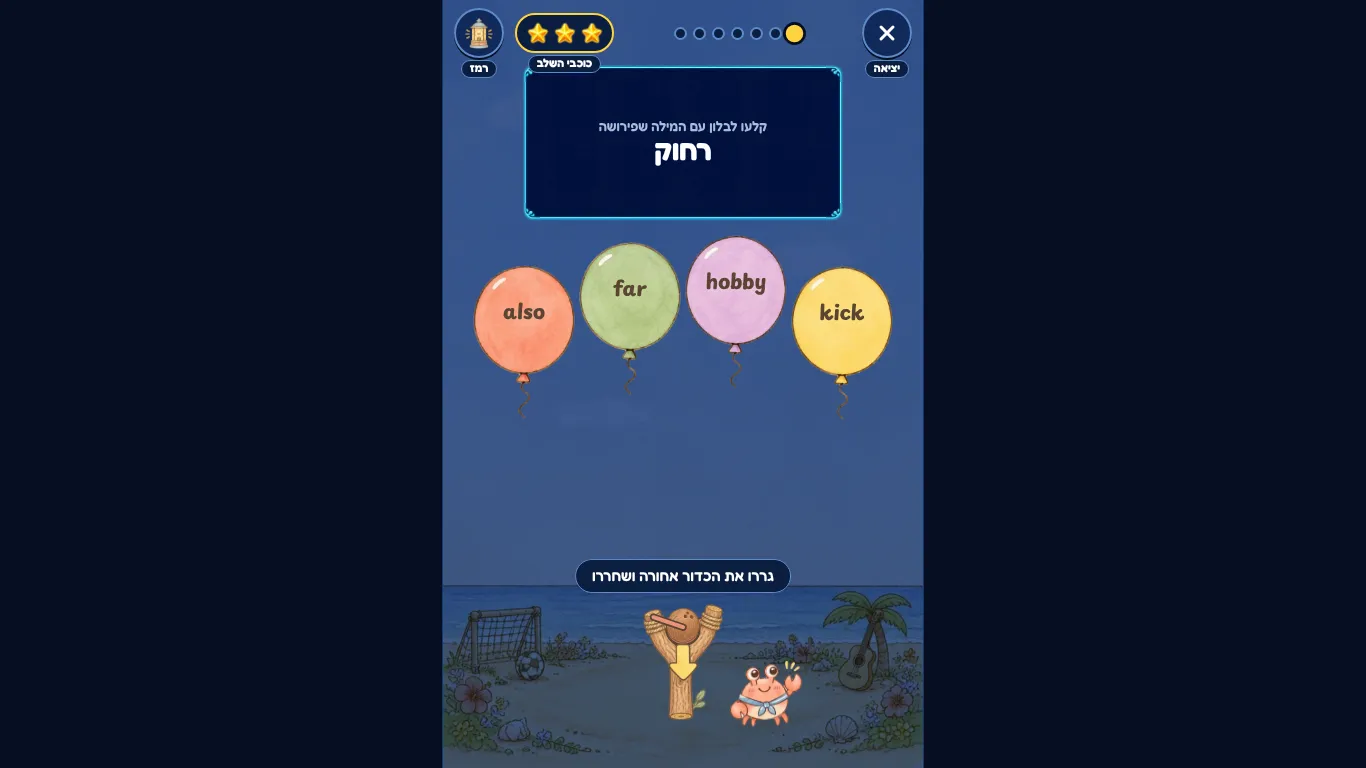 רמז
כוכבי השלב
יציאה
קלעו לבלון עם המילה שפירושה
רחוק
also
far
hobby
kick
גררו את הכדור אחורה ושחררו